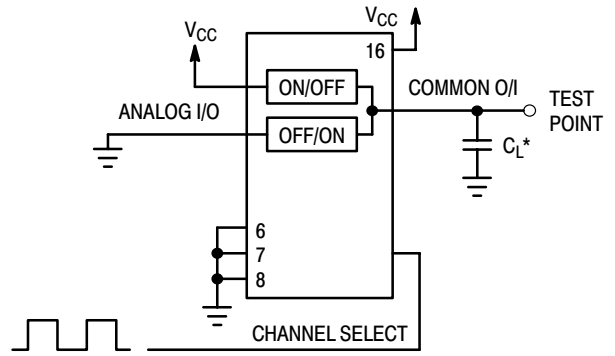 VCC
VCC
16
ON/OFF
COMMON O/I
TEST
POINT
ANALOG I/O
OFF/ON
CL*
6
7
8
CHANNEL SELECT